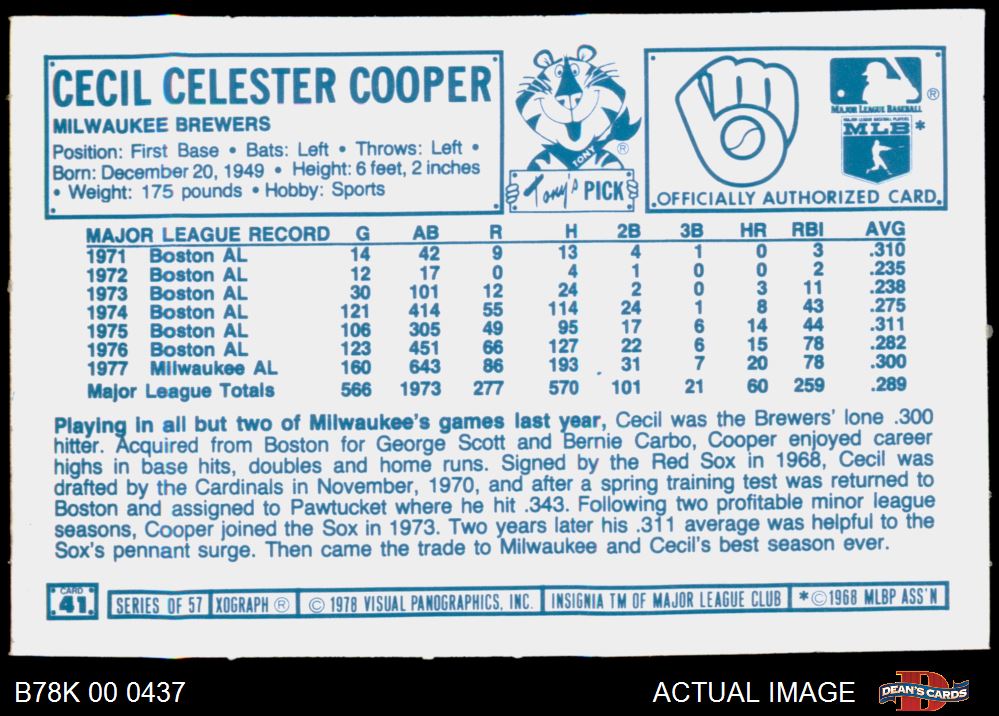 CECIL CELESTER COOPER
MILWAUKEE BREWERS
Position: First Base • Bats: Left • Throws: Left •
Born: December 20, 1949 • Height: 6 feet, 2 inches
• Weight: 175 pounds • Hobby: Sports
TONY
®
Tony's PICK
m b
®
MAJOR LEAGUE BASEBALL
MAJOR LEAGUE BASEBALL PLAYERS
MLB *
OFFICIALLY AUTHORIZED CARD
MAJOR LEAGUE RECORD G AB R H 2B 3B HR RBI AVG
1971 Boston AL 14 42 9 13 4 1 0 3 .310
1972 Boston AL 12 17 0 4 1 0 0 2 .235
1973 Boston AL 30 101 12 24 2 0 3 11 .238
1974 Boston AL 121 414 55 114 24 1 8 43 .275
1975 Boston AL 106 305 49 95 17 6 14 44 .311
1976 Boston AL 123 451 66 127 22 6 15 78 .282
1977 Milwaukee AL 160 643 86 193 31 7 20 78 .300
Major League Totals 566 1973 277 570 101 21 60 259 .289
Playing in all but two of Milwaukee's games last year, Cecil was the Brewers' lone .300
hitter. Acquired from Boston for George Scott and Bernie Carbo, Cooper enjoyed career
highs in base hits, doubles and home runs. Signed by the Red Sox in 1968, Cecil was
drafted by the Cardinals in November, 1970, and after a spring training test was returned to
Boston and assigned to Pawtucket where he hit .343. Following two profitable minor league
seasons, Cooper joined the Sox in 1973. Two years later his .311 average was helpful to the
Sox's pennant surge. Then came the trade to Milwaukee and Cecil's best season ever.
CARD
41
SERIES OF 57 XOGRAPH ® © 1978 VISUAL PANOGRAPHICS, INC. INSIGNIA TM OF MAJOR LEAGUE CLUB *©1968 MLBP ASS'N
B78K 00 0437
ACTUAL IMAGE
DEAN'S CARDS